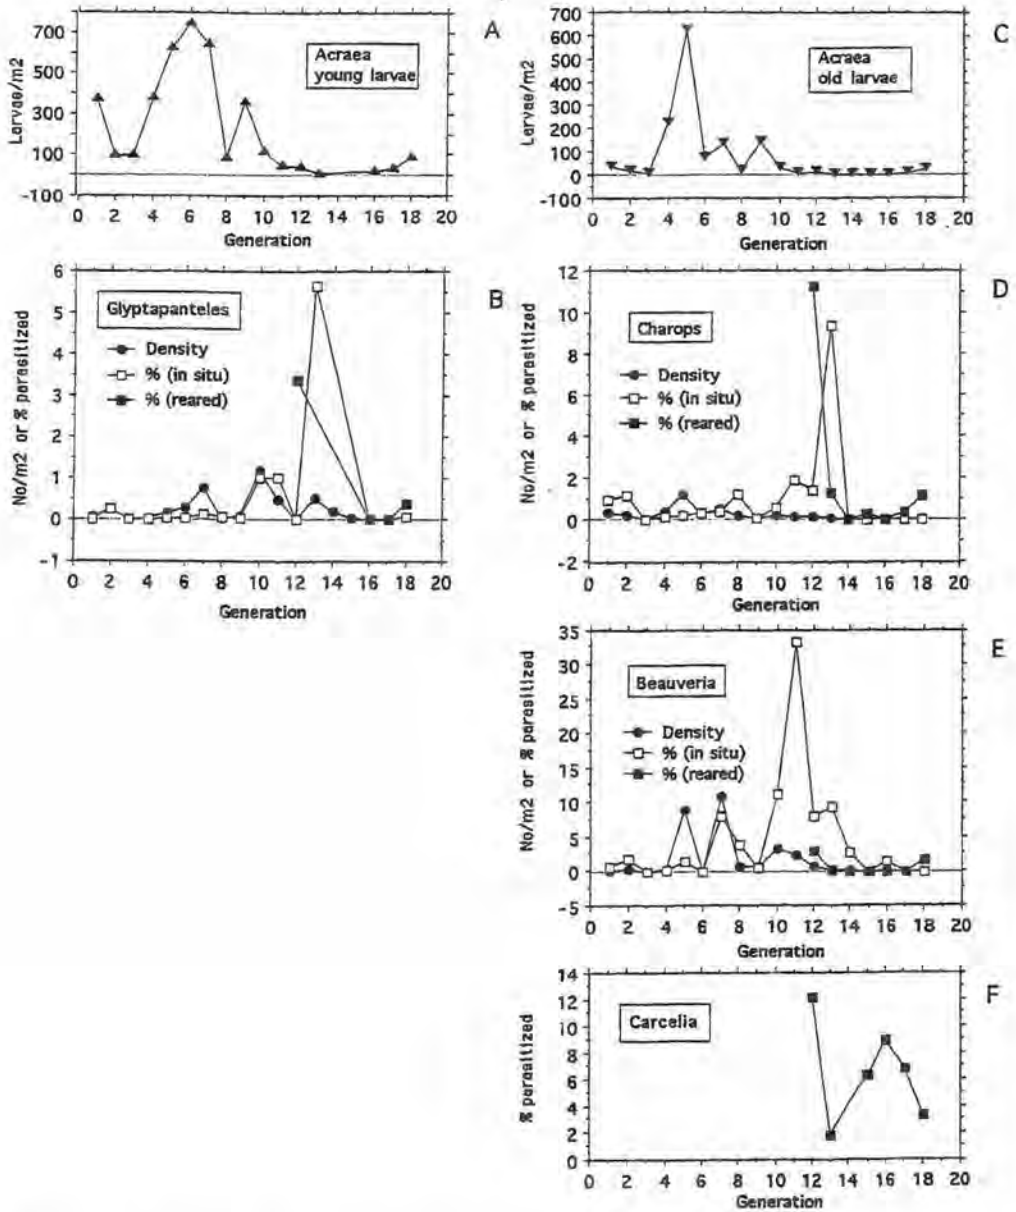 A
Larvae/m2
700
500
300
100
-100
Acraea
young larvae
0 2 4 6 8 10 12 14 16 18 20
Generation
C
Larvae/m2
700
600
500
400
300
200
100
0
-100
Acraea
old larvae
0 2 4 6 8 10 12 14 16 18 20
Generation
B
No/m2 or % parasitized
6
5
4
3
2
1
0
-1
Glyptapanteles
Density
% (in situ)
% (reared)
0 2 4 6 8 10 12 14 16 18 20
Generation
D
No/m2 or % parasitized
12
10
8
6
4
2
0
-2
Charops
Density
% (in situ)
% (reared)
0 2 4 6 8 10 12 14 16 18 20
Generation
E
No/m2 or % parasitized
35
30
25
20
15
10
5
0
-5
Beauveria
Density
% (in situ)
% (reared)
0 2 4 6 8 10 12 14 16 18 20
Generation
F
% parasitized
14
12
10
8
6
4
2
0
Carcelia
0 2 4 6 8 10 12 14 16 18 20
Generation